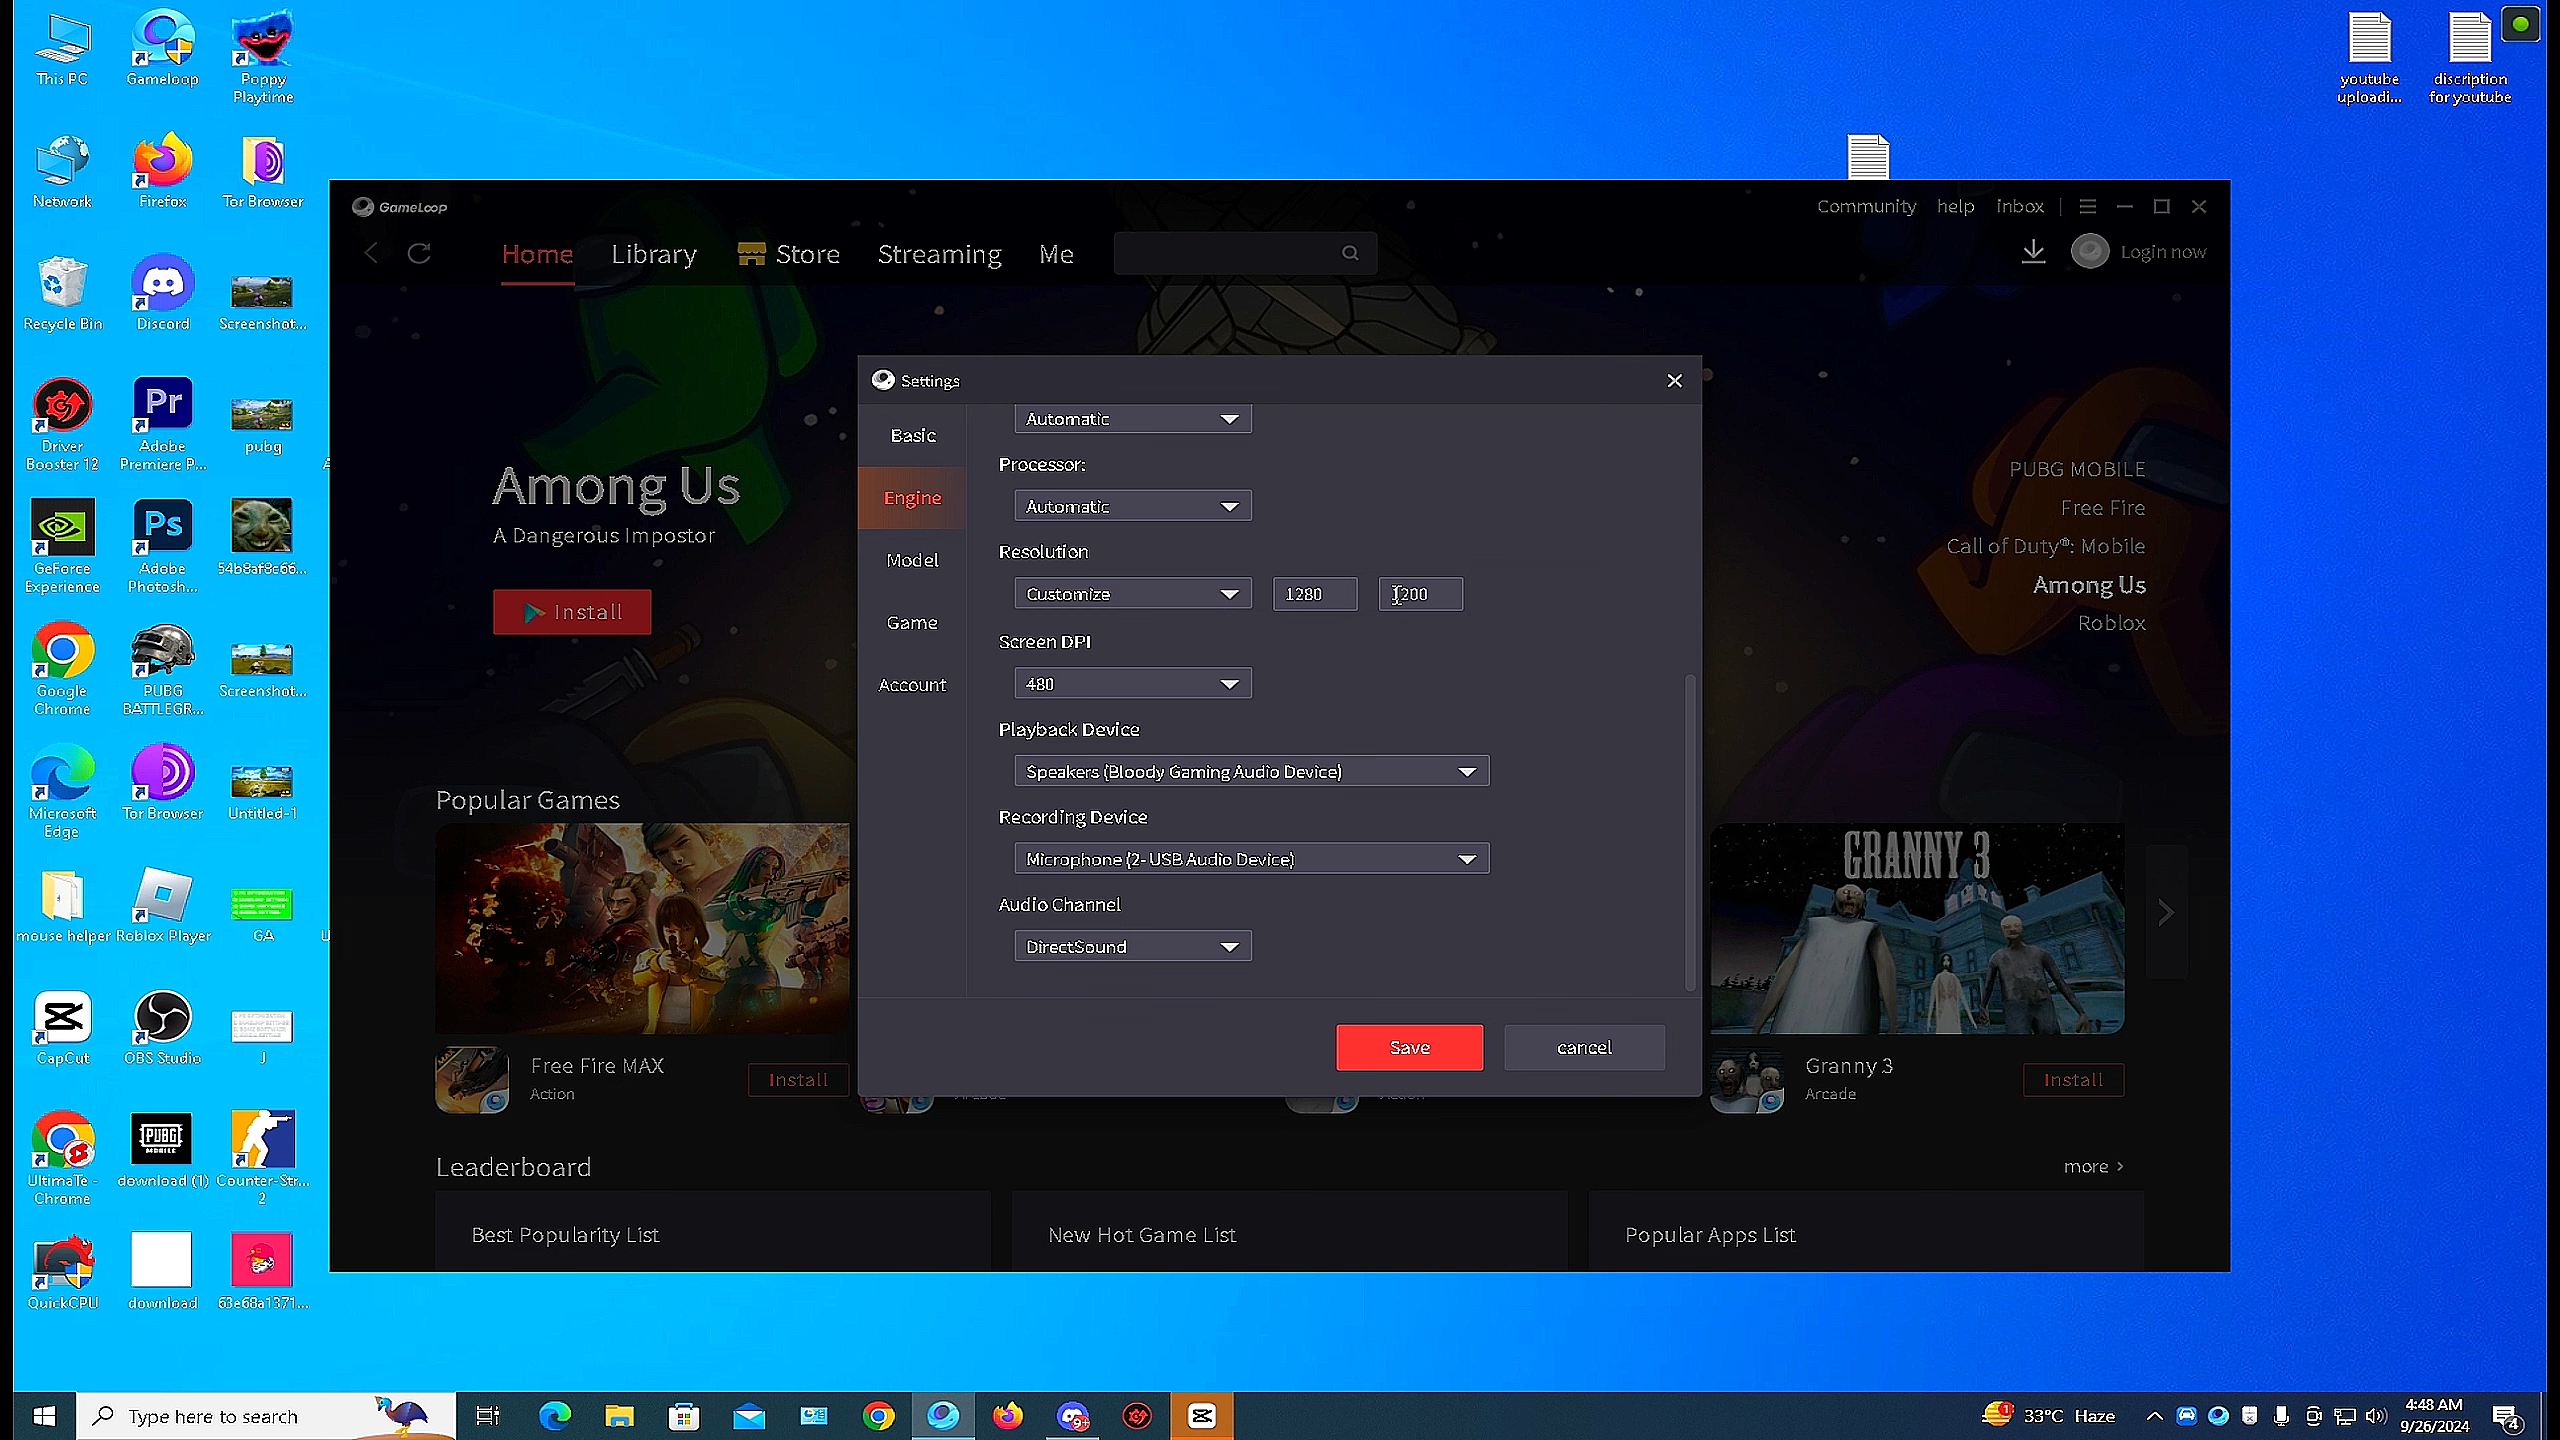 This PC
Gameloop
Poppy
Playtime
youtube
uploadi...
discription
for youtube
Network
Firefox
Tor Browser
Recycle Bin
Discord
Screenshot...
Driver
Booster 12
Adobe
Premiere P...
pubg
GeForce
Experience
Adobe
Photosh...
54b8af8c66...
Google
Chrome
PUBG
BATTLEGR...
Screenshot...
Microsoft
Edge
Tor Browser
Untitled-1
mouse helper
Roblox Player
GA
CapCut
OBS Studio
J
UltimaTe -
Chrome
download (1)
Counter-Str...
2
QuickCPU
download
63e68a1371...
GameLoop
Community
help
inbox
Home
Library
Store
Streaming
Me
Login now
Among Us
A Dangerous Impostor
Install
PUBG MOBILE
Free Fire
Call of Duty®: Mobile
Among Us
Roblox
Settings
Basic
Engine
Model
Game
Account
Automatic
Processor:
Automatic
Resolution
Customize
1280
1200
Screen DPI
480
Playback Device
Speakers (Bloody Gaming Audio Device)
Recording Device
Microphone (2- USB Audio Device)
Audio Channel
DirectSound
Save
cancel
Popular Games
GRANNY 3
Free Fire MAX
Action
Install
Arcade
Action
Granny 3
Arcade
Install
Leaderboard
more >
Best Popularity List
New Hot Game List
Popular Apps List
Type here to search
33°C Haze
4:48 AM
9/26/2024